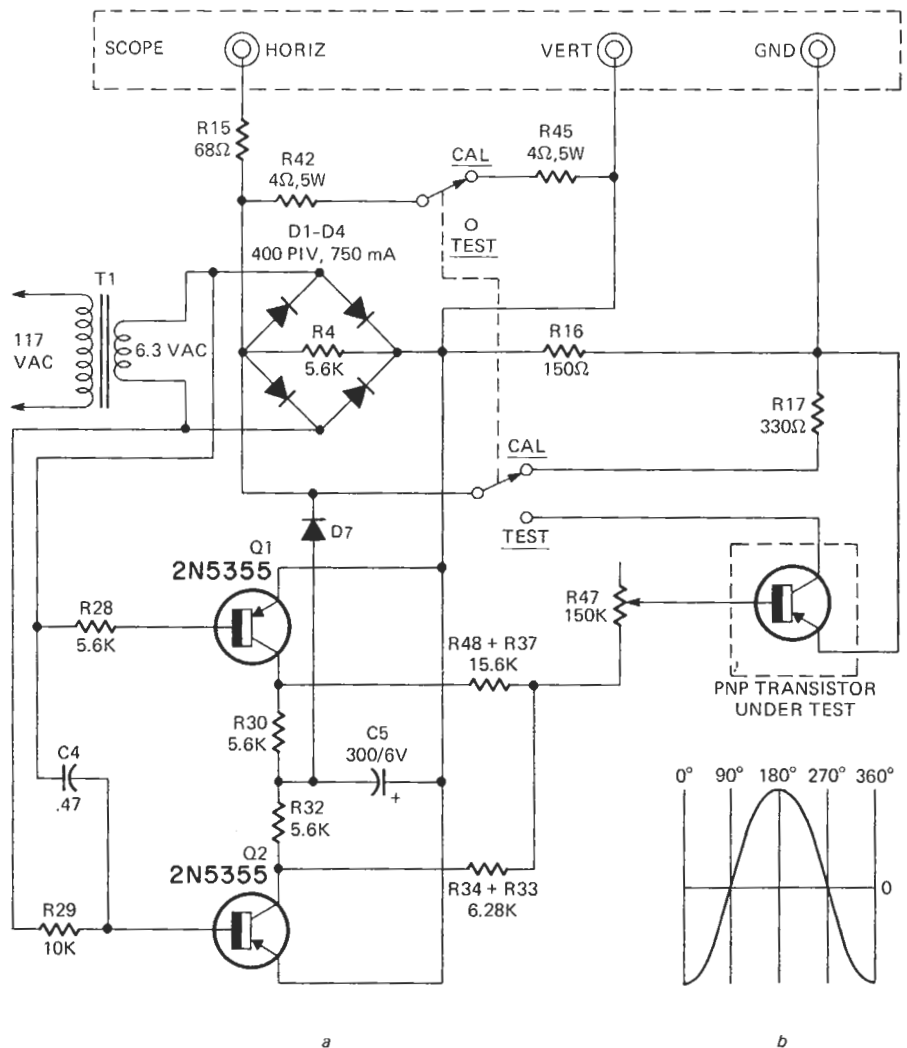 SCOPE
HORIZ
VERT
GND
R15
68Ω
R42
4Ω,5W
CAL
R45
4Ω,5W
TEST
D1–D4
400 PIV, 750 mA
T1
117
VAC
6.3 VAC
R4
5.6K
R16
150Ω
R17
330Ω
CAL
TEST
D7
Q1
2N5355
R28
5.6K
R47
150K
R48 + R37
15.6K
PNP TRANSISTOR
UNDER TEST
R30
5.6K
C5
300/6V
+
C4
.47
R32
5.6K
Q2
2N5355
R34 + R33
6.28K
R29
10K
0° 90° 180° 270° 360°
0
a
b